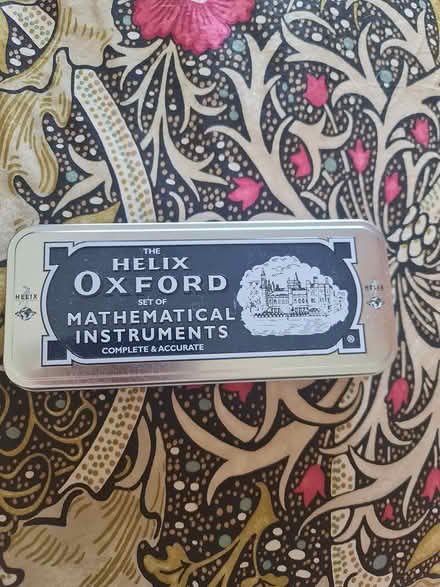 THE
HELIX
OXFORD
SET OF
MATHEMATICAL
INSTRUMENTS
COMPLETE & ACCURATE
®
HELIX
HELIX